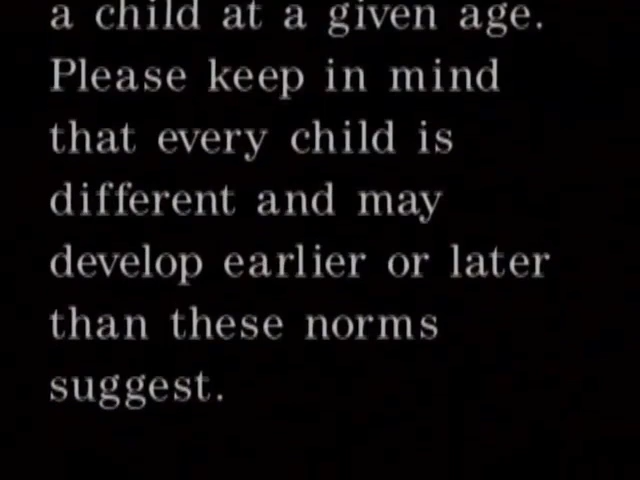 a child at a given age.
Please keep in mind
that every child is
different and may
develop earlier or later
than these norms
suggest.